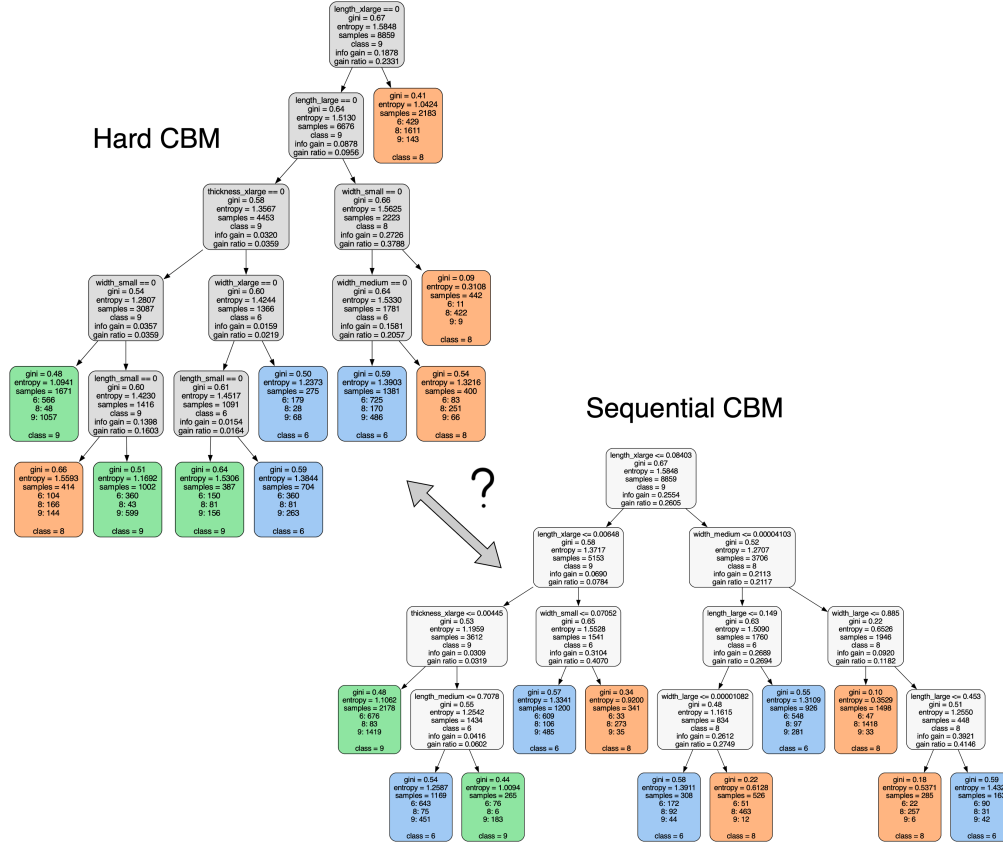 length_xlarge == 0
gini = 0.67
entropy = 1.5848
samples = 8859
class = 9
info gain = 0.1878
gain ratio = 0.2331
length_large == 0
gini = 0.64
entropy = 1.5130
samples = 6676
class = 9
info gain = 0.0878
gain ratio = 0.0956
gini = 0.41
entropy = 1.0424
samples = 2183
6: 429
8: 1611
9: 143
class = 8
Hard CBM
thickness_xlarge == 0
gini = 0.58
entropy = 1.3567
samples = 4453
class = 9
info gain = 0.0320
gain ratio = 0.0359
width_small == 0
gini = 0.66
entropy = 1.5625
samples = 2223
class = 8
info gain = 0.2726
gain ratio = 0.3788
width_small == 0
gini = 0.54
entropy = 1.2807
samples = 3087
class = 9
info gain = 0.0357
gain ratio = 0.0359
width_xlarge == 0
gini = 0.60
entropy = 1.4244
samples = 1366
class = 6
info gain = 0.0159
gain ratio = 0.0219
width_medium == 0
gini = 0.64
entropy = 1.5330
samples = 1781
class = 6
info gain = 0.1581
gain ratio = 0.2057
gini = 0.09
entropy = 0.3108
samples = 442
6: 11
8: 422
9: 9
class = 8
gini = 0.48
entropy = 1.0941
samples = 1671
6: 566
8: 48
9: 1057
class = 9
length_small == 0
gini = 0.60
entropy = 1.4230
samples = 1416
class = 9
info gain = 0.1398
gain ratio = 0.1603
length_small == 0
gini = 0.61
entropy = 1.4517
samples = 1091
class = 6
info gain = 0.0154
gain ratio = 0.0164
gini = 0.50
entropy = 1.2373
samples = 275
6: 179
8: 28
9: 68
class = 6
gini = 0.59
entropy = 1.3903
samples = 1381
6: 725
8: 170
9: 486
class = 6
gini = 0.54
entropy = 1.3216
samples = 400
6: 83
8: 251
9: 66
class = 8
gini = 0.66
entropy = 1.5593
samples = 414
6: 104
8: 166
9: 144
class = 8
gini = 0.51
entropy = 1.1692
samples = 1002
6: 360
8: 43
9: 599
class = 9
gini = 0.64
entropy = 1.5306
samples = 387
6: 150
8: 81
9: 156
class = 9
gini = 0.59
entropy = 1.3844
samples = 704
6: 360
8: 81
9: 263
class = 6
?
Sequential CBM
length_xlarge <= 0.08403
gini = 0.67
entropy = 1.5848
samples = 8859
class = 9
info gain = 0.2554
gain ratio = 0.2605
length_xlarge <= 0.00648
gini = 0.58
entropy = 1.3717
samples = 5153
class = 9
info gain = 0.0690
gain ratio = 0.0784
width_medium <= 0.00004103
gini = 0.52
entropy = 1.2707
samples = 3706
class = 8
info gain = 0.2113
gain ratio = 0.2117
thickness_xlarge <= 0.00445
gini = 0.53
entropy = 1.1959
samples = 3612
class = 9
info gain = 0.0309
gain ratio = 0.0319
width_small <= 0.07052
gini = 0.65
entropy = 1.5528
samples = 1541
class = 6
info gain = 0.3104
gain ratio = 0.4070
length_large <= 0.149
gini = 0.63
entropy = 1.5090
samples = 1760
class = 6
info gain = 0.2689
gain ratio = 0.2694
width_large <= 0.885
gini = 0.22
entropy = 0.6526
samples = 1946
class = 8
info gain = 0.0920
gain ratio = 0.1182
gini = 0.48
entropy = 1.1062
samples = 2178
6: 676
8: 83
9: 1419
class = 9
length_medium <= 0.7078
gini = 0.55
entropy = 1.2542
samples = 1434
class = 6
info gain = 0.0416
gain ratio = 0.0602
gini = 0.57
entropy = 1.3341
samples = 1200
6: 609
8: 106
9: 485
class = 6
gini = 0.34
entropy = 0.9200
samples = 341
6: 33
8: 273
9: 35
class = 8
width_large <= 0.00001082
gini = 0.48
entropy = 1.1615
samples = 834
class = 8
info gain = 0.2612
gain ratio = 0.2749
gini = 0.55
entropy = 1.3109
samples = 926
6: 548
8: 97
9: 281
class = 6
gini = 0.10
entropy = 0.3529
samples = 1498
6: 47
8: 1418
9: 33
class = 8
length_large <= 0.453
gini = 0.51
entropy = 1.2550
samples = 448
class = 8
info gain = 0.3921
gain ratio = 0.4146
gini = 0.54
entropy = 1.2587
samples = 1169
6: 643
8: 75
9: 451
class = 6
gini = 0.44
entropy = 1.0094
samples = 265
6: 76
8: 6
9: 183
class = 9
gini = 0.58
entropy = 1.3911
samples = 308
6: 172
8: 92
9: 44
class = 6
gini = 0.22
entropy = 0.6128
samples = 526
6: 51
8: 463
9: 12
class = 8
gini = 0.18
entropy = 0.5371
samples = 285
6: 22
8: 257
9: 6
class = 8
gini = 0.59
entropy = 1.432
samples = 163
6: 90
8: 31
9: 42
class = 6